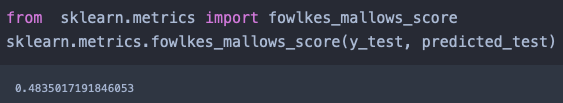 from  sklearn.metrics import fowlkes_mallows_score
sklearn.metrics.fowlkes_mallows_score(y_test, predicted_test)
0.4835017191846053